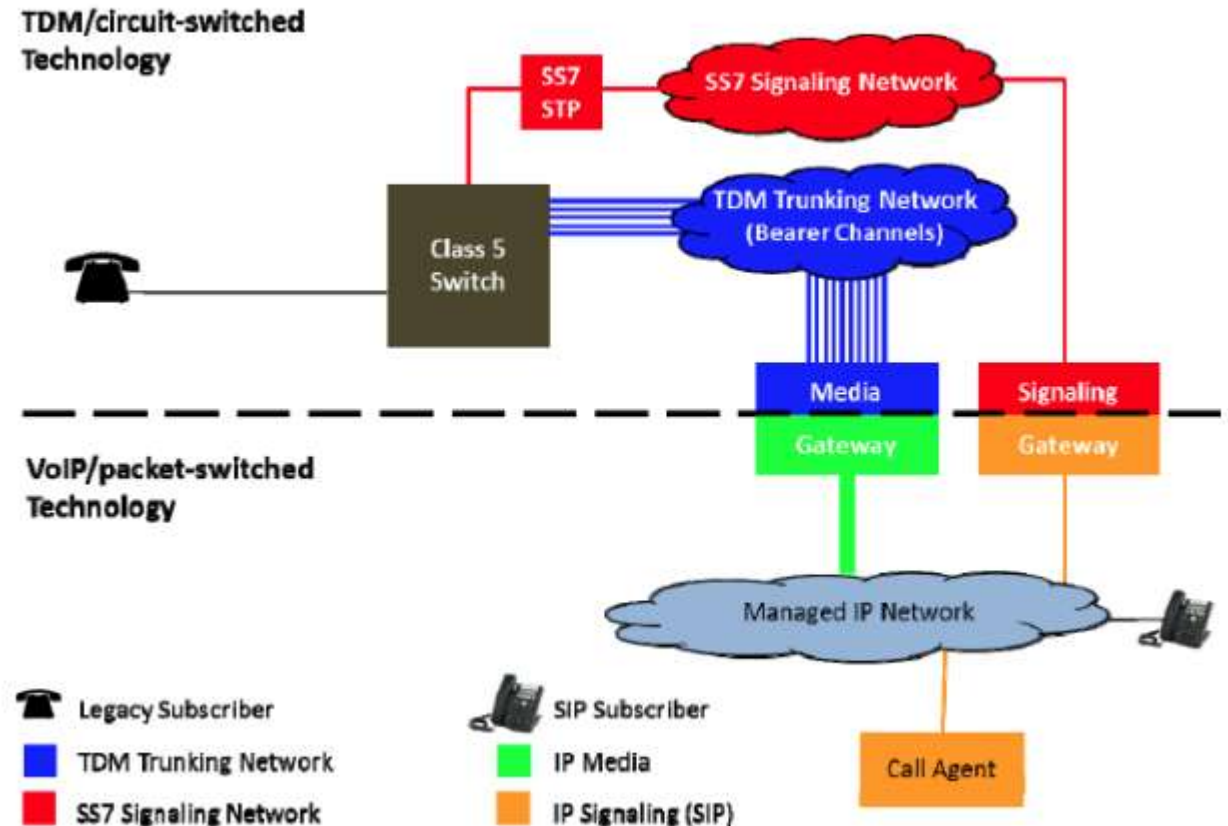 TDM/circuit-switched
Technology
SS7
STP
SS7 Signaling Network
TDM Trunking Network
(Bearer Channels)
Class 5
Switch
Media
Gateway
Signaling
Gateway
VoIP/packet-switched
Technology
Managed IP Network
Legacy Subscriber
SIP Subscriber
TDM Trunking Network
IP Media
Call Agent
SS7 Signaling Network
IP Signaling (SIP)